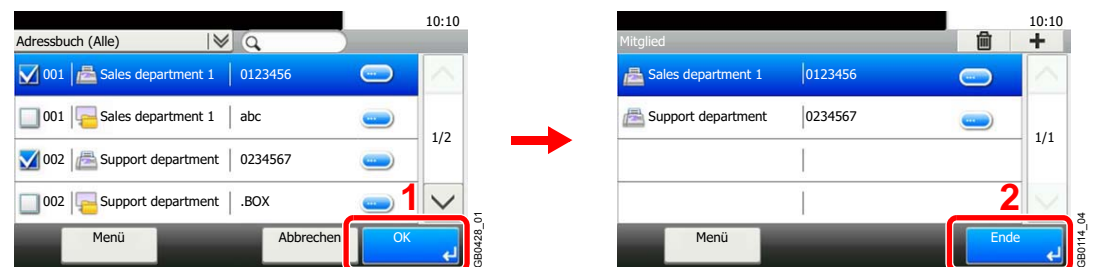 10:10
Adressbuch (Alle)
001 Sales department 1 0123456
001 Sales department 1 abc
1/2
002 Support department 0234567
002 Support department .BOX
1
Menü Abbrechen OK
GB0428_01
10:10
Mitglied
Sales department 1 0123456
Support department 0234567
1/1
2
Menü Ende
GB0114_04